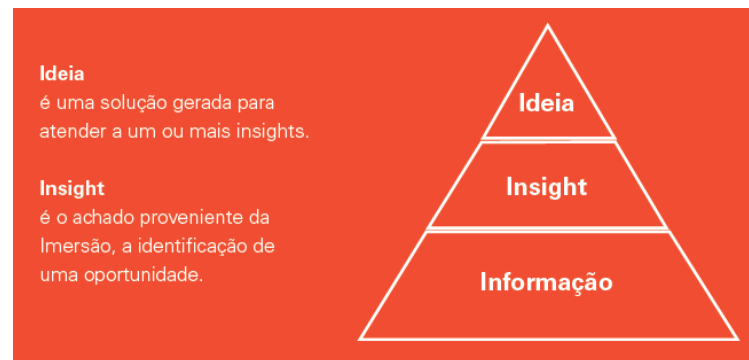 Ideia
é uma solução gerada para
atender a um ou mais insights.
Insight
é o achado proveniente da
Imersão, a identificação de
uma oportunidade.
Ideia
Insight
Informação